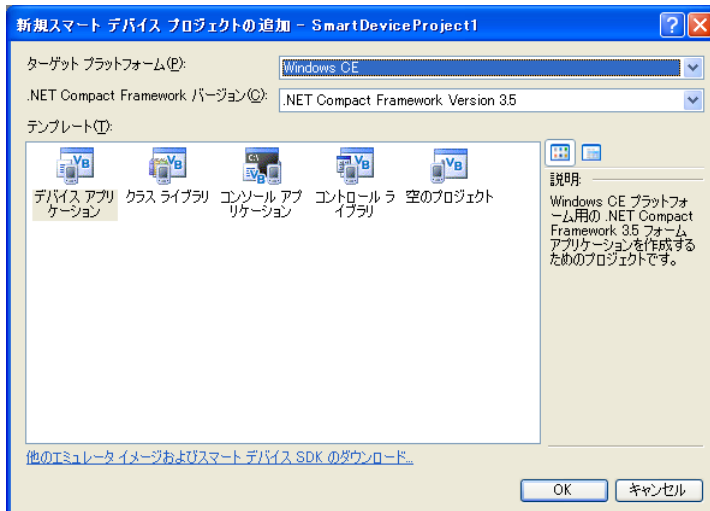 新規スマート デバイス プロジェクトの追加 - SmartDeviceProject1
ターゲット プラットフォーム(P):
Windows CE
.NET Compact Framework バージョン(C):
.NET Compact Framework Version 3.5
テンプレート(T):
VB
VB
C:\
VB
VB
VB
デバイス アプリ
ケーション
クラス ライブラリ
コンソール アプ
リケーション
コントロール ラ
イブラリ
空のプロジェクト
説明:
Windows CE プラットフォ
ーム用の .NET Compact
Framework 3.5 フォーム
アプリケーションを作成する
ためのプロジェクトです。
他のエミュレータ イメージおよびスマート デバイス SDK のダウンロード...
OK
キャンセル